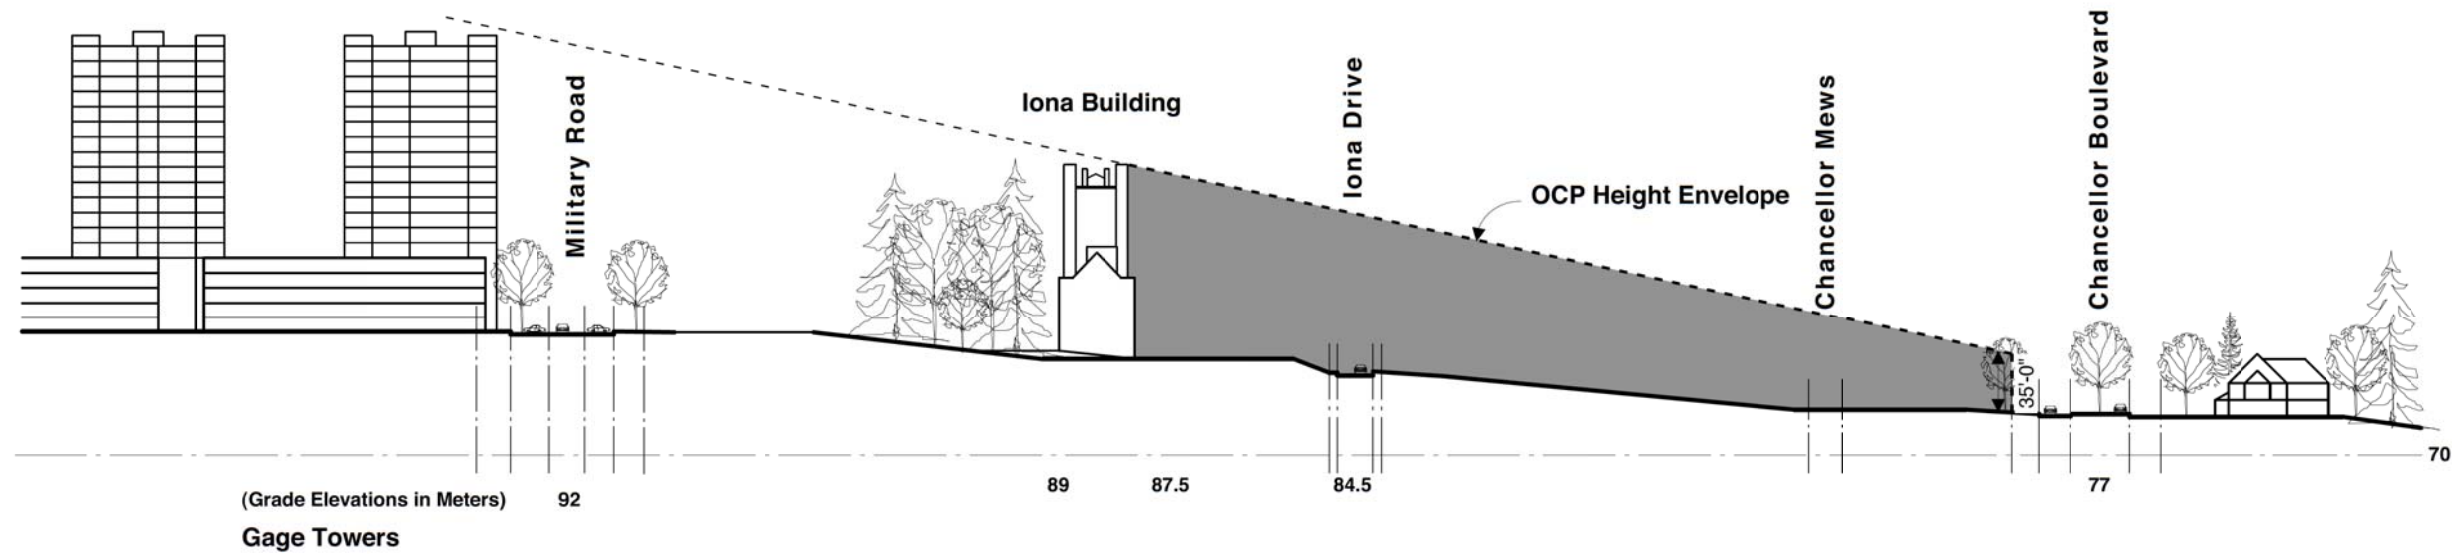 Military Road
Iona Building
Iona Drive
OCP Height Envelope
Chancellor Mews
Chancellor Boulevard
35'-0"
70
(Grade Elevations in Meters)
92
89
87.5
84.5
77
Gage Towers